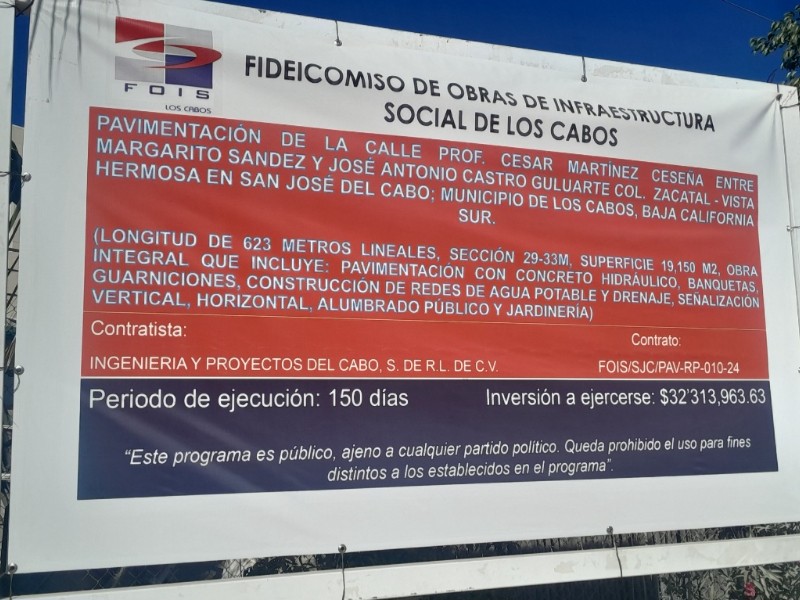 FOIS
LOS CABOS
FIDEICOMISO DE OBRAS DE INFRAESTRUCTURA
SOCIAL DE LOS CABOS
PAVIMENTACIÓN DE LA CALLE PROF. CESAR MARTÍNEZ CESEÑA ENTRE
MARGARITO SANDEZ Y JOSÉ ANTONIO CASTRO GULUARTE COL. ZACATAL - VISTA
HERMOSA EN SAN JOSÉ DEL CABO; MUNICIPIO DE LOS CABOS, BAJA CALIFORNIA
SUR.
(LONGITUD DE 623 METROS LINEALES, SECCIÓN 29-33M, SUPERFICIE 19,150 M2, OBRA
INTEGRAL QUE INCLUYE: PAVIMENTACIÓN CON CONCRETO HIDRÁULICO, BANQUETAS,
GUARNICIONES, CONSTRUCCIÓN DE REDES DE AGUA POTABLE Y DRENAJE, SEÑALIZACIÓN
VERTICAL, HORIZONTAL, ALUMBRADO PÚBLICO Y JARDINERÍA)
Contratista:
Contrato:
INGENIERIA Y PROYECTOS DEL CABO, S. DE R.L. DE C.V.
FOIS/SJC/PAV-RP-010-24
Periodo de ejecución: 150 días
Inversión a ejercerse: $32'313,963.63
“Este programa es público, ajeno a cualquier partido político. Queda prohibido el uso para fines
distintos a los establecidos en el programa”.